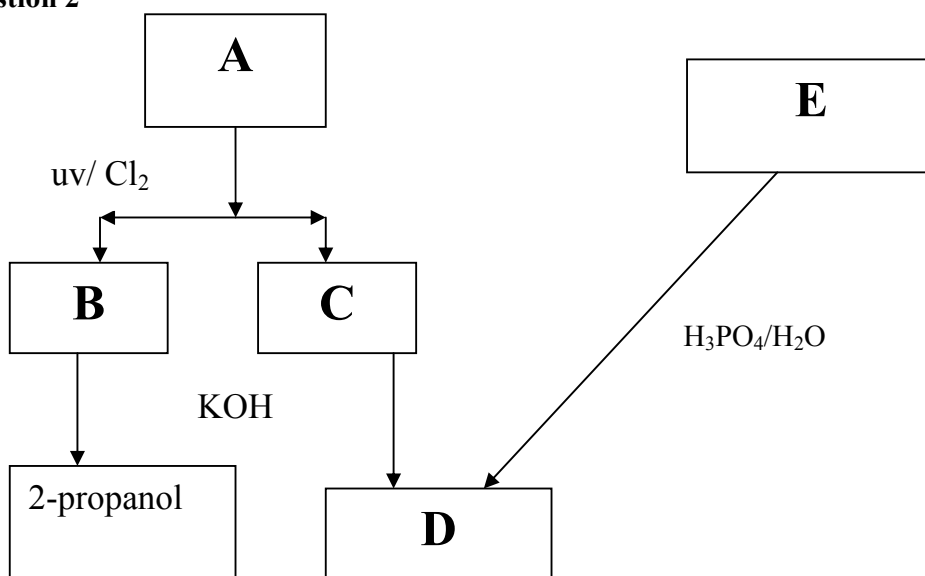 stion 2
A
E
uv/ Cl₂
B
C
H₃PO₄/H₂O
KOH
2-propanol
D